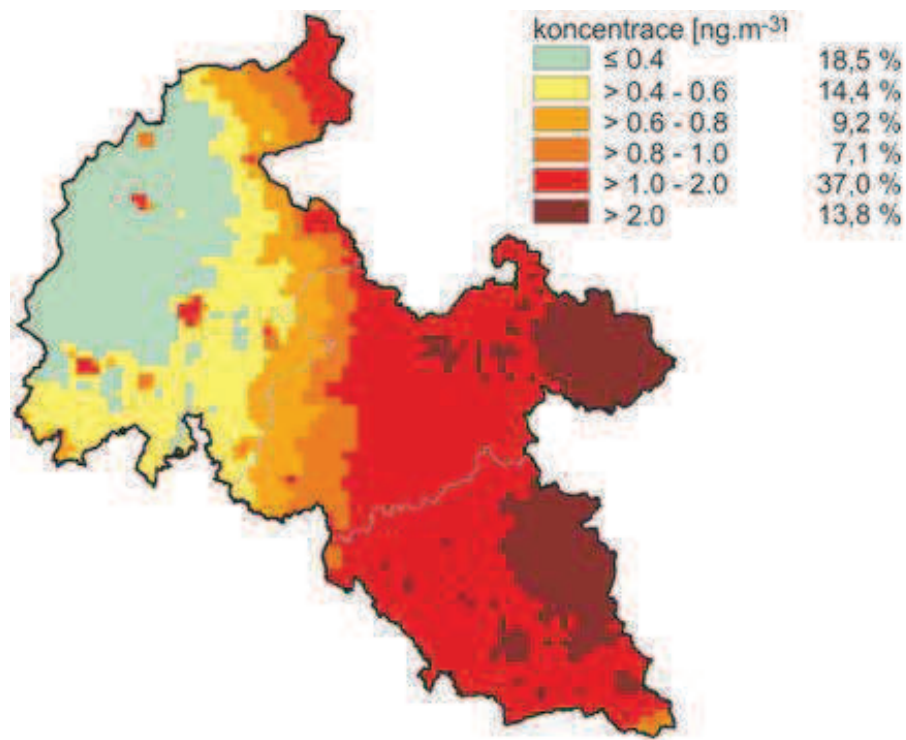 koncentrace [ng.m-3]
≤ 0.4 18,5 %
> 0.4 - 0.6 14,4 %
> 0.6 - 0.8 9,2 %
> 0.8 - 1.0 7,1 %
> 1.0 - 2.0 37,0 %
> 2.0 13,8 %